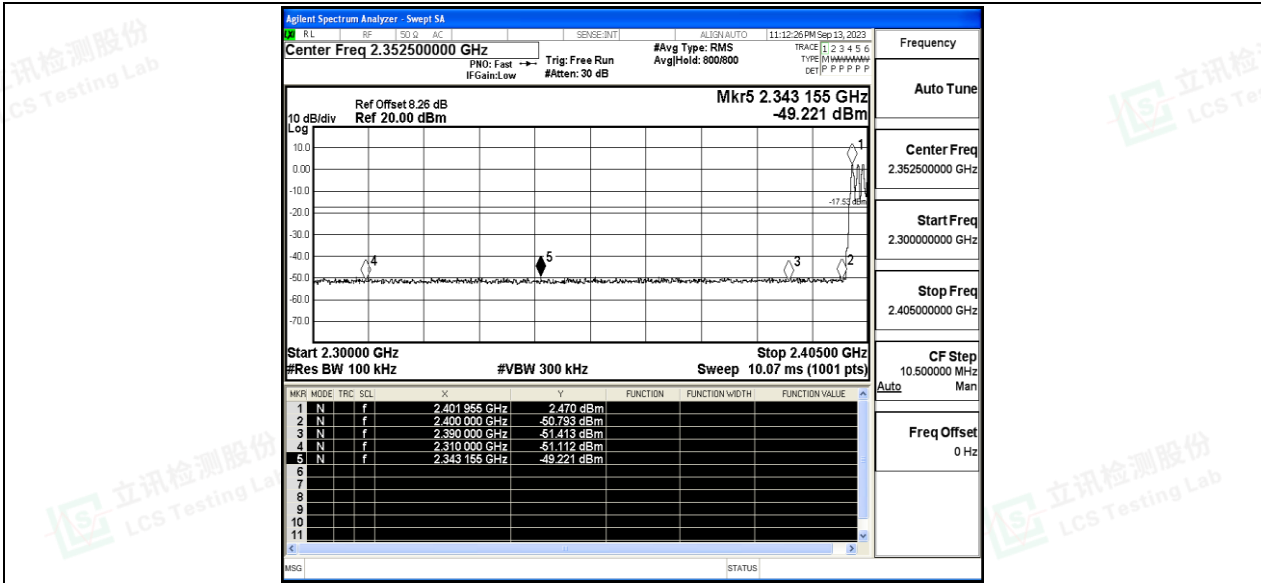 Agilent Spectrum Analyzer - Swept SA
RL RF 50 Ω AC SENSE:INT ALIGN AUTO 11:12:26 PM Sep 13, 2023
Center Freq 2.352500000 GHz
PNO: Fast
IFGain:Low
Trig: Free Run
#Atten: 30 dB
#Avg Type: RMS
Avg|Hold: 800/800
TRACE 1 2 3 4 5 6
TYPE M WWWWW
DET P P P P P P
Ref Offset 8.26 dB
Ref 20.00 dBm
10 dB/div
Log
Mkr5 2.343 155 GHz
-49.221 dBm
10.0
0.00
-10.0
-20.0
-30.0
-40.0
-50.0
-60.0
-70.0
1
-17.53 dBm
4
5
3
2
Start 2.30000 GHz
Stop 2.40500 GHz
#Res BW 100 kHz
#VBW 300 kHz
Sweep 10.07 ms (1001 pts)
MKR MODE TRC SCL X Y FUNCTION FUNCTION WIDTH FUNCTION VALUE
1 N f 2.401 955 GHz 2.470 dBm
2 N f 2.400 000 GHz -50.793 dBm
3 N f 2.390 000 GHz -51.413 dBm
4 N f 2.310 000 GHz -51.112 dBm
5 N f 2.343 155 GHz -49.221 dBm
6
7
8
9
10
11
MSG
STATUS
Frequency
Auto Tune
Center Freq
2.352500000 GHz
Start Freq
2.300000000 GHz
Stop Freq
2.405000000 GHz
CF Step
10.500000 MHz
Auto Man
Freq Offset
0 Hz
讯检测股份
LCS Testing Lab
立讯检
LCS Te
立讯检测股份
LCS Testing La
立讯检测股份
LCS Testing Lab